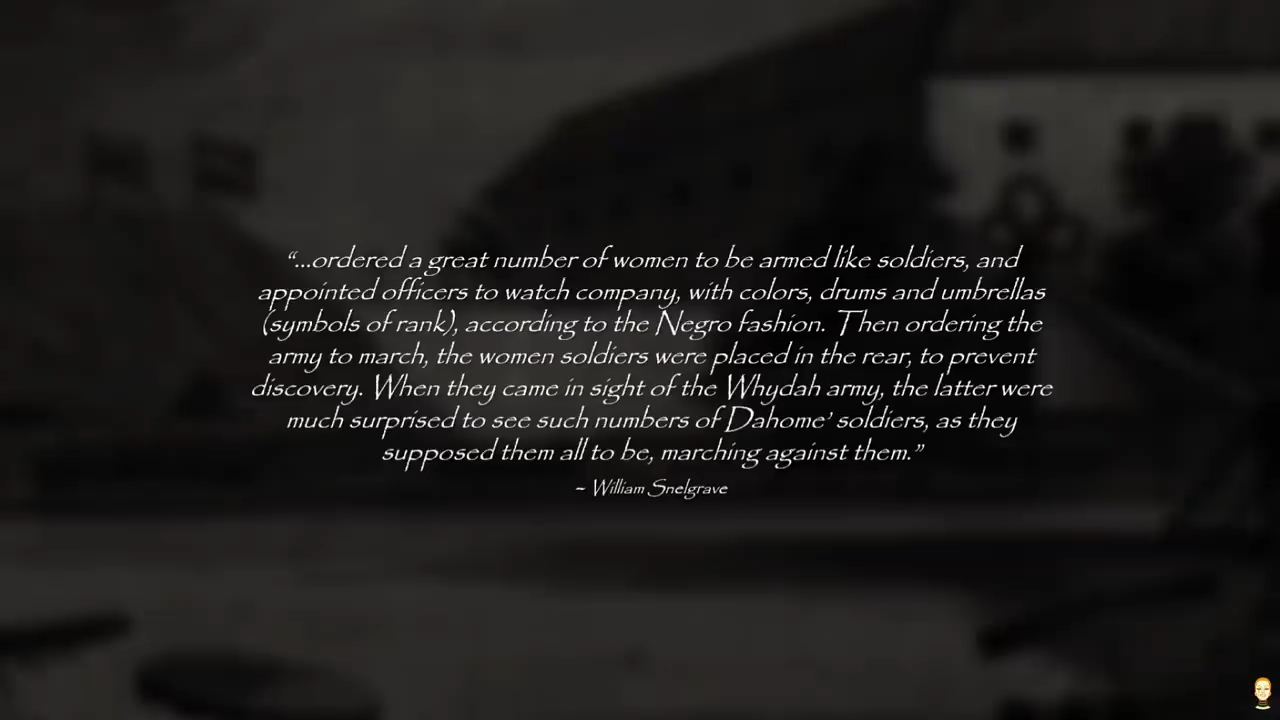 “...ordered a great number of women to be armed like soldiers, and
appointed officers to watch company, with colors, drums and umbrellas
(symbols of rank), according to the Negro fashion. Then ordering the
army to march, the women soldiers were placed in the rear, to prevent
discovery. When they came in sight of the Whydah army, the latter were
much surprised to see such numbers of Dahome’ soldiers, as they
supposed them all to be, marching against them.”
~ William Snelgrave